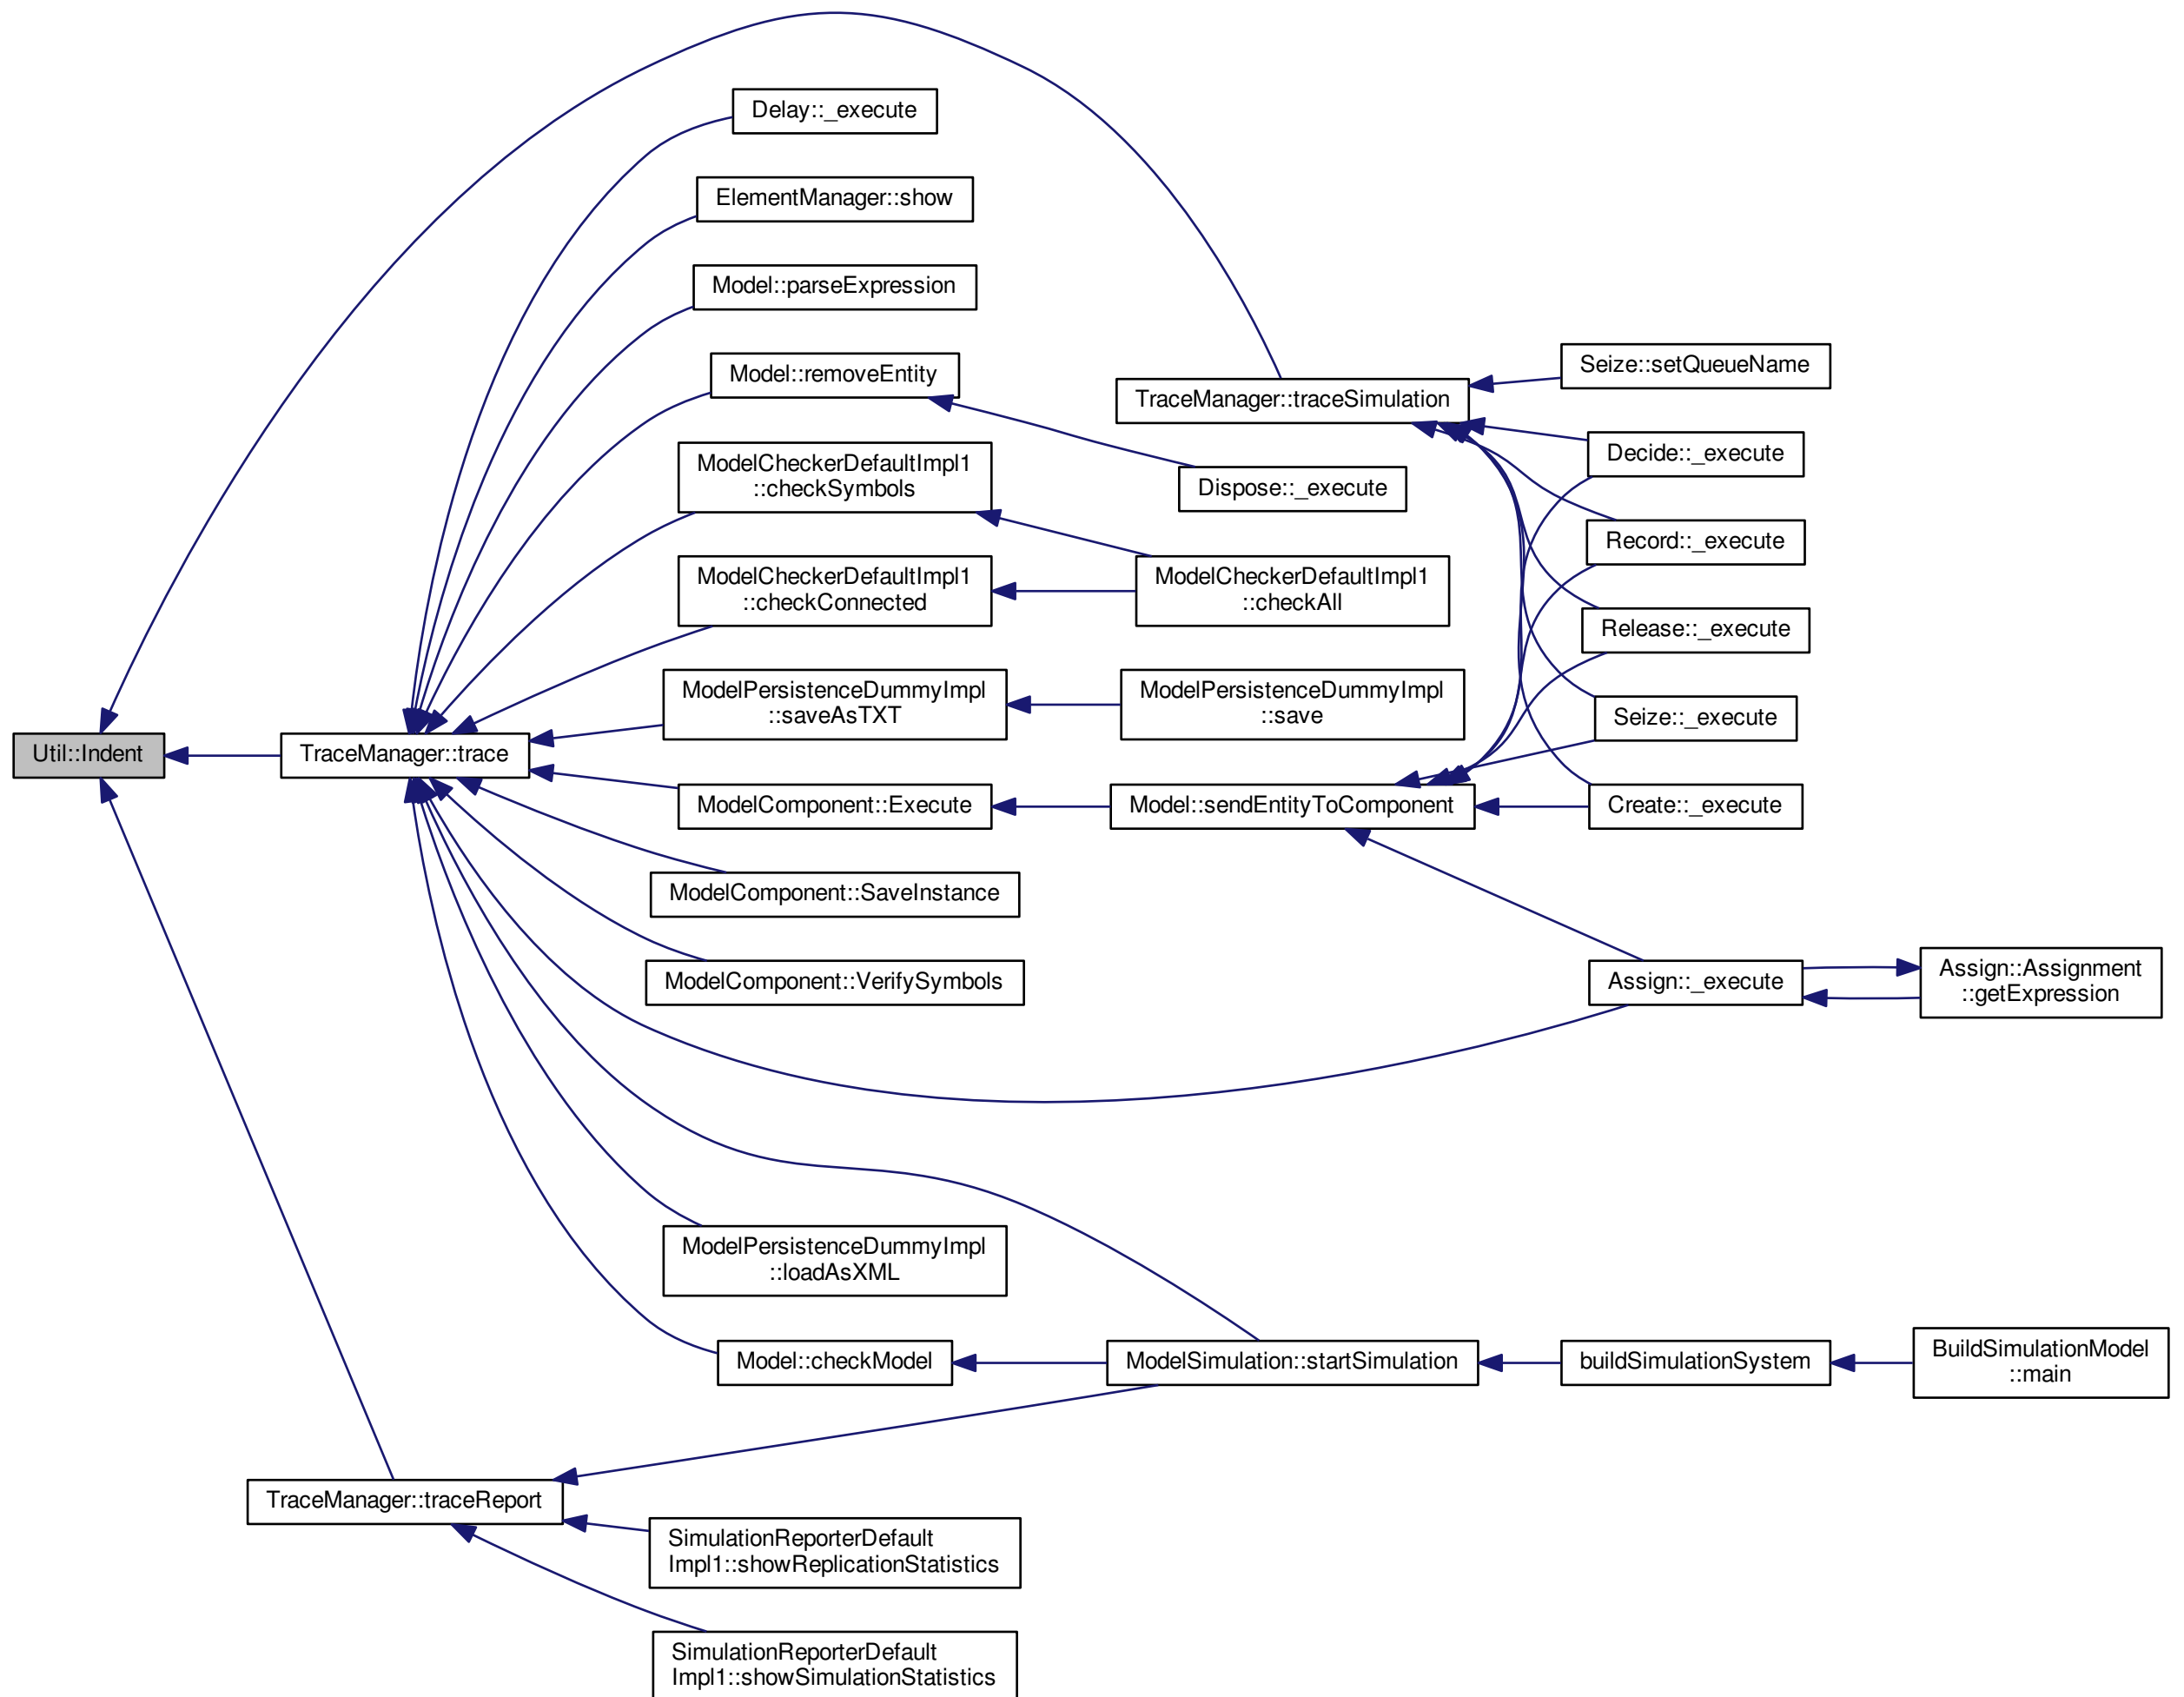 Delay::_execute
ElementManager::show
Model::parseExpression
Model::removeEntity
TraceManager::traceSimulation
Seize::setQueueName
Decide::_execute
ModelCheckerDefaultImpl1
::checkSymbols
Dispose::_execute
Record::_execute
ModelCheckerDefaultImpl1
::checkConnected
ModelCheckerDefaultImpl1
::checkAll
Release::_execute
ModelPersistenceDummyImpl
::saveAsTXT
ModelPersistenceDummyImpl
::save
Seize::_execute
Util::Indent
TraceManager::trace
ModelComponent::Execute
Model::sendEntityToComponent
Create::_execute
ModelComponent::SaveInstance
ModelComponent::VerifySymbols
Assign::_execute
Assign::Assignment
::getExpression
ModelPersistenceDummyImpl
::loadAsXML
Model::checkModel
ModelSimulation::startSimulation
buildSimulationSystem
BuildSimulationModel
::main
TraceManager::traceReport
SimulationReporterDefault
Impl1::showReplicationStatistics
SimulationReporterDefault
Impl1::showSimulationStatistics